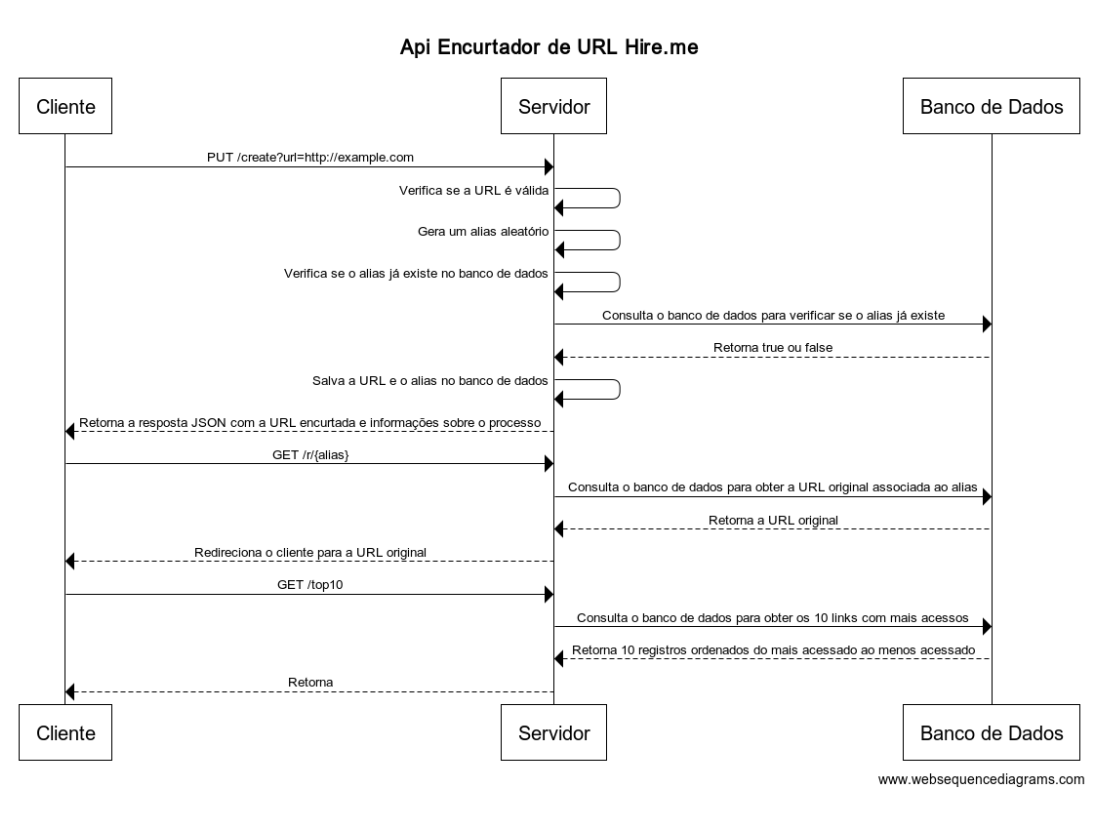 Api Encurtador de URL Hire.me
Cliente
Servidor
Banco de Dados
PUT /create?url=http://example.com
Verifica se a URL é válida
Gera um alias aleatório
Verifica se o alias já existe no banco de dados
Consulta o banco de dados para verificar se o alias já existe
Retorna true ou false
Salva a URL e o alias no banco de dados
Retorna a resposta JSON com a URL encurtada e informações sobre o processo
GET /r/{alias}
Consulta o banco de dados para obter a URL original associada ao alias
Retorna a URL original
Redireciona o cliente para a URL original
GET /top10
Consulta o banco de dados para obter os 10 links com mais acessos
Retorna 10 registros ordenados do mais acessado ao menos acessado
Retorna
Cliente
Servidor
Banco de Dados
www.websequencediagrams.com